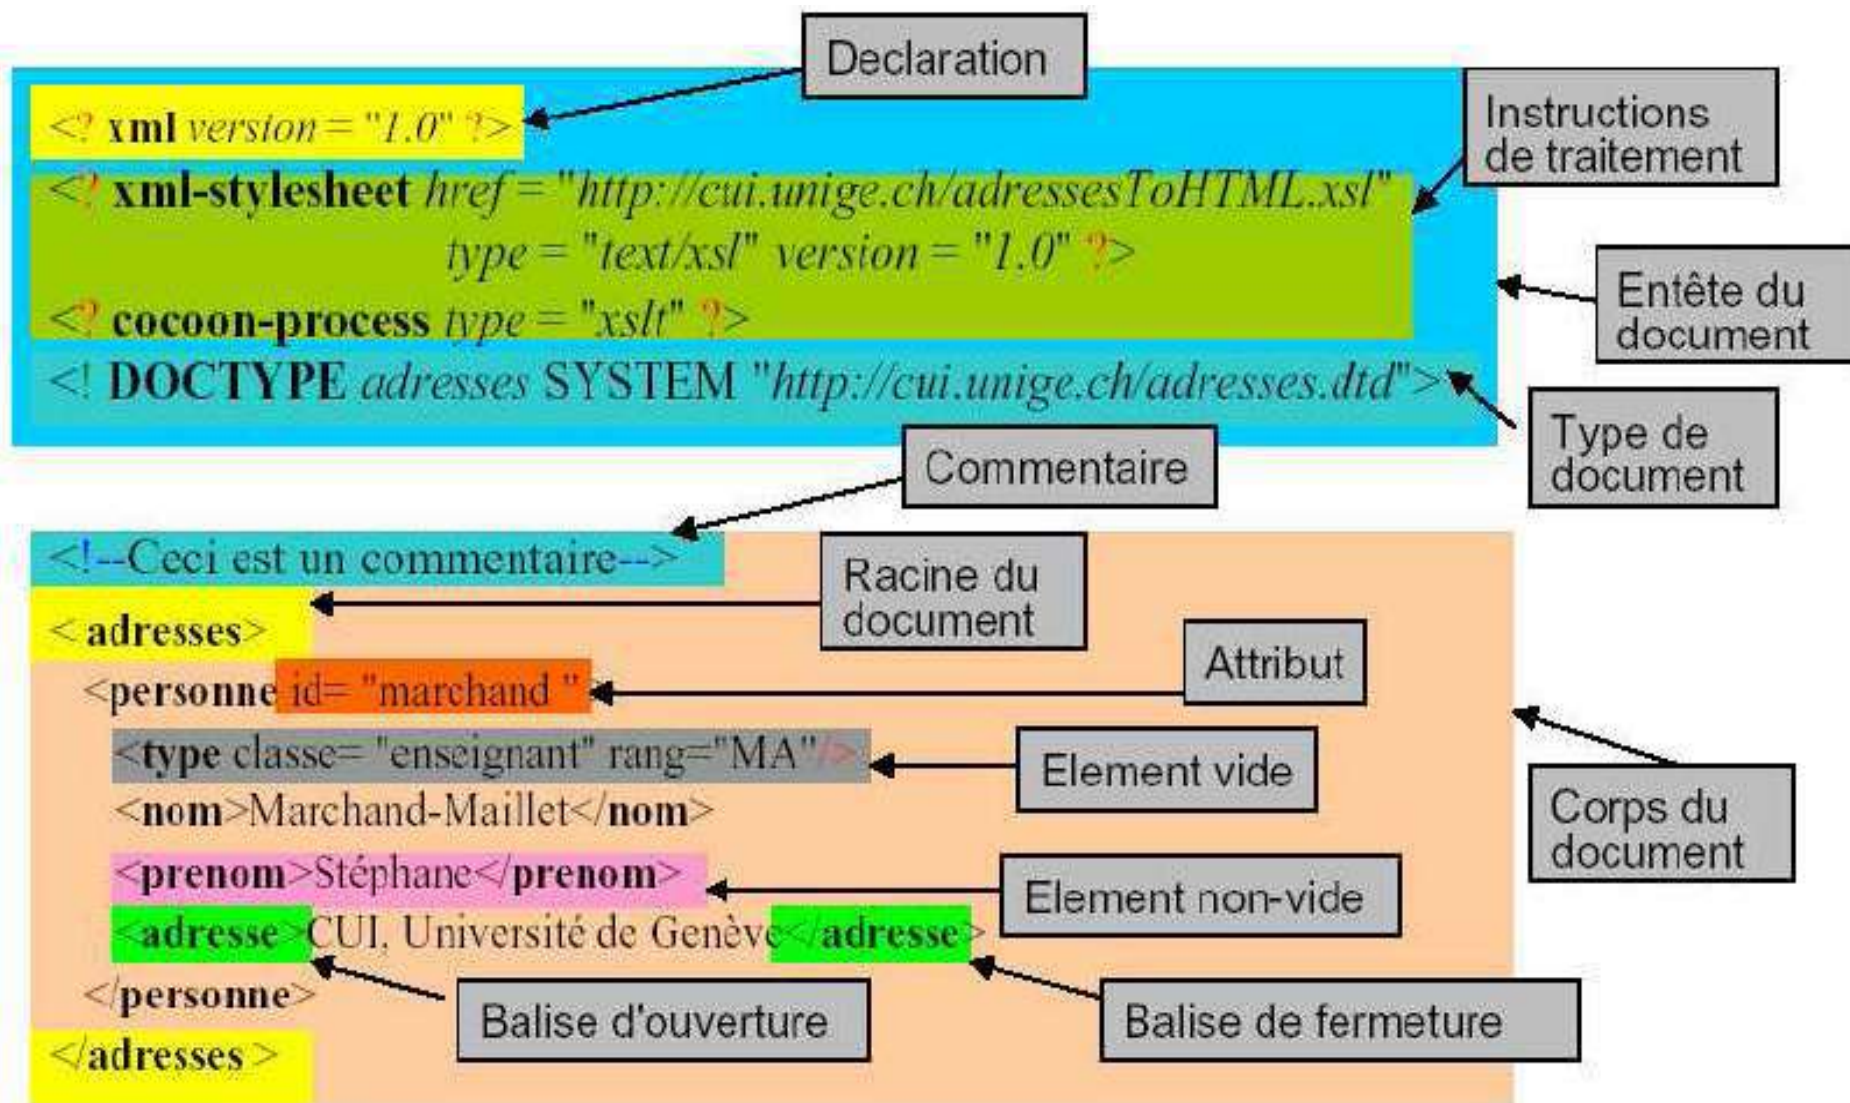 Declaration
<? xml version = "1.0" ?>
Instructions
de traitement
<? xml-stylesheet href = "http://cui.unige.ch/adressesToHTML.xsl"
type = "text/xsl" version = "1.0" ?>
Entête du
document
<? cocoon-process type = "xslt" ?>
<! DOCTYPE adresses SYSTEM "http://cui.unige.ch/adresses.dtd">
Type de
document
Commentaire
<!--Ceci est un commentaire-->
Racine du
document
< adresses>
Attribut
<personne id= "marchand "
<type classe= "enseignant" rang="MA"/>
Element vide
<nom>Marchand-Maillet</nom>
Corps du
document
<prenom>Stéphane</prenom>
Element non-vide
<adresse>CUI, Université de Genève</adresse>
</personne>
Balise d'ouverture
Balise de fermeture
</adresses >